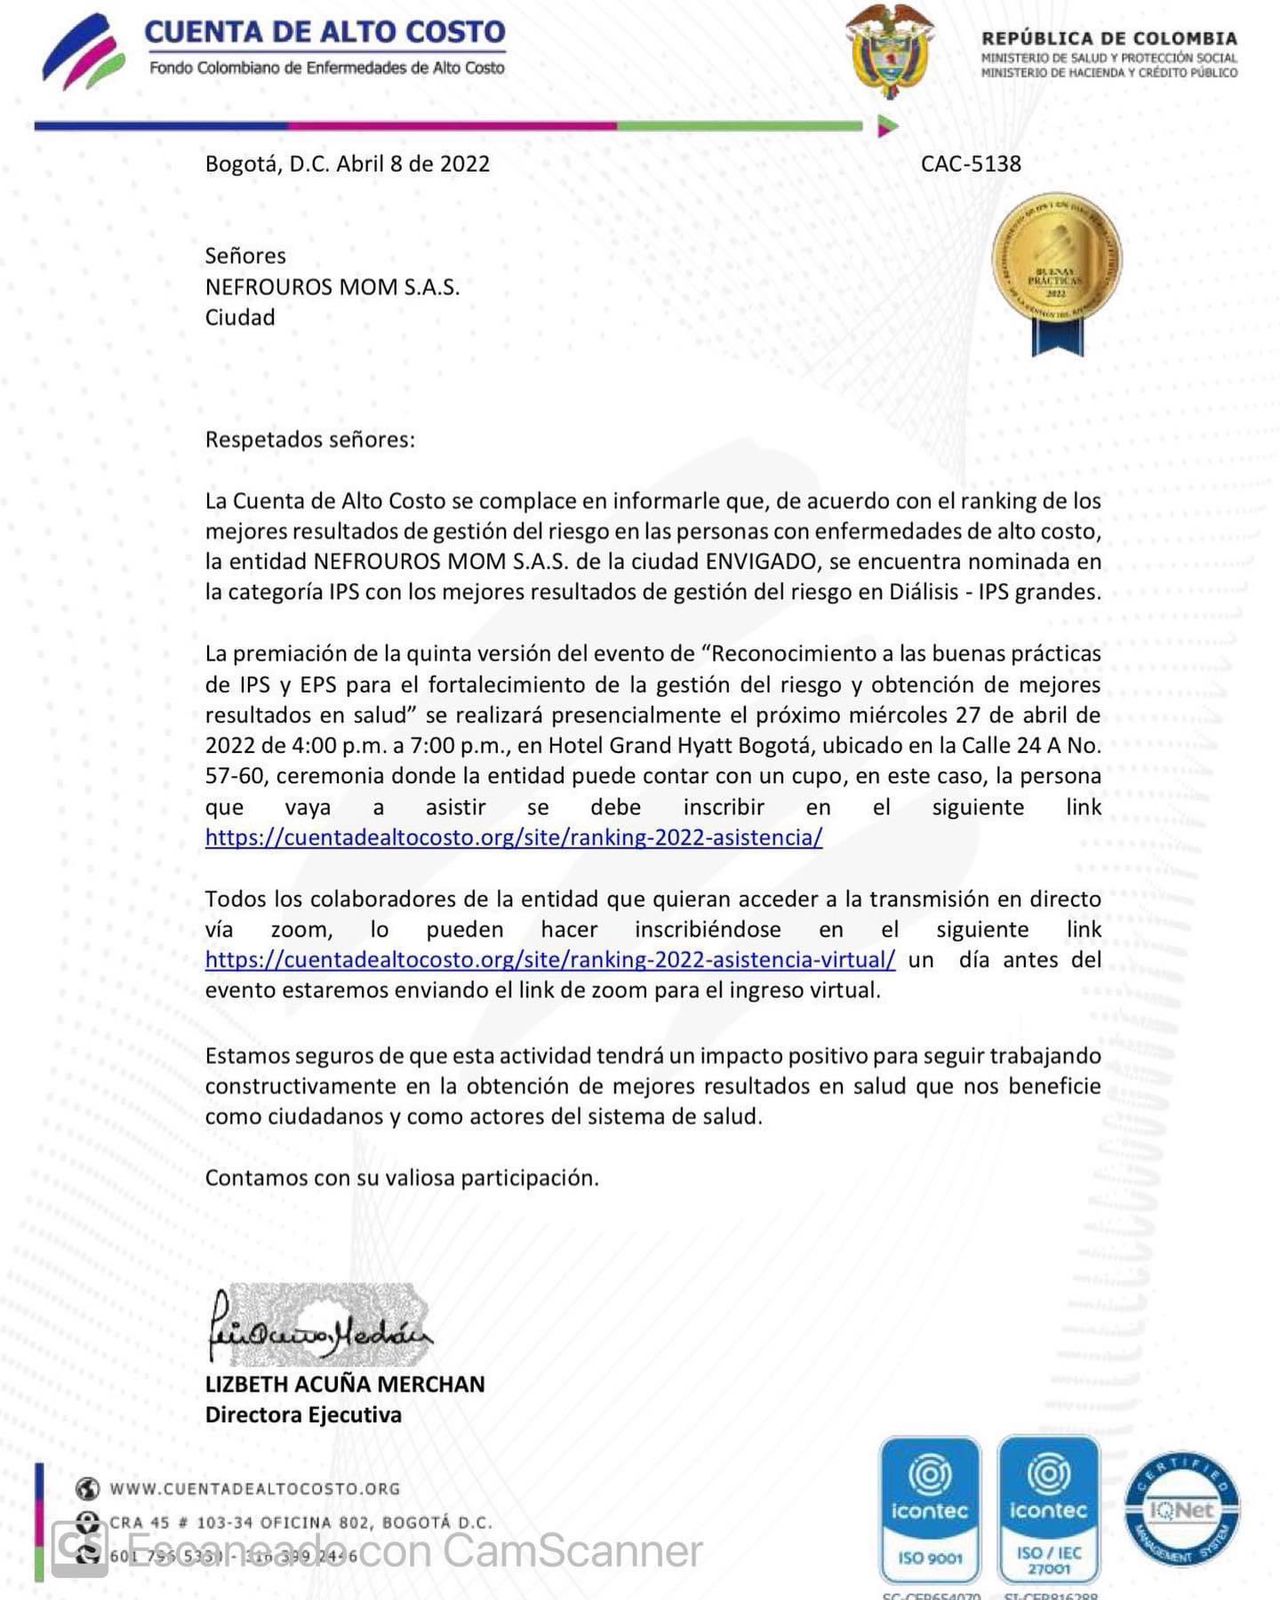 CUENTA DE ALTO COSTO
Fondo Colombiano de Enfermedades de Alto Costo
REPÚBLICA DE COLOMBIA
MINISTERIO DE SALUD Y PROTECCIÓN SOCIAL
MINISTERIO DE HACIENDA Y CRÉDITO PÚBLICO
Bogotá, D.C. Abril 8 de 2022
CAC-5138
BUENAS
PRÁCTICAS
2022
Señores
NEFROUROS MOM S.A.S.
Ciudad
Respetados señores:
La Cuenta de Alto Costo se complace en informarle que, de acuerdo con el ranking de los
mejores resultados de gestión del riesgo en las personas con enfermedades de alto costo,
la entidad NEFROUROS MOM S.A.S. de la ciudad ENVIGADO, se encuentra nominada en
la categoría IPS con los mejores resultados de gestión del riesgo en Diálisis - IPS grandes.
La premiación de la quinta versión del evento de “Reconocimiento a las buenas prácticas
de IPS y EPS para el fortalecimiento de la gestión del riesgo y obtención de mejores
resultados en salud” se realizará presencialmente el próximo miércoles 27 de abril de
2022 de 4:00 p.m. a 7:00 p.m., en Hotel Grand Hyatt Bogotá, ubicado en la Calle 24 A No.
57-60, ceremonia donde la entidad puede contar con un cupo, en este caso, la persona
que vaya a asistir se debe inscribir en el siguiente link
https://cuentadealtocosto.org/site/ranking-2022-asistencia/
Todos los colaboradores de la entidad que quieran acceder a la transmisión en directo
vía zoom, lo pueden hacer inscribiéndose en el siguiente link
https://cuentadealtocosto.org/site/ranking-2022-asistencia-virtual/ un día antes del
evento estaremos enviando el link de zoom para el ingreso virtual.
Estamos seguros de que esta actividad tendrá un impacto positivo para seguir trabajando
constructivamente en la obtención de mejores resultados en salud que nos beneficie
como ciudadanos y como actores del sistema de salud.
Contamos con su valiosa participación.
LIZBETH ACUÑA MERCHAN
Directora Ejecutiva
WWW.CUENTADEALTOCOSTO.ORG
CRA 45 # 103-34 OFICINA 802, BOGOTÁ D.C.
CS Escaneado con CamScanner
icontec
ISO 9001
icontec
ISO / IEC
27001
CERTIFIED
IQNet
MANAGEMENT SYSTEM